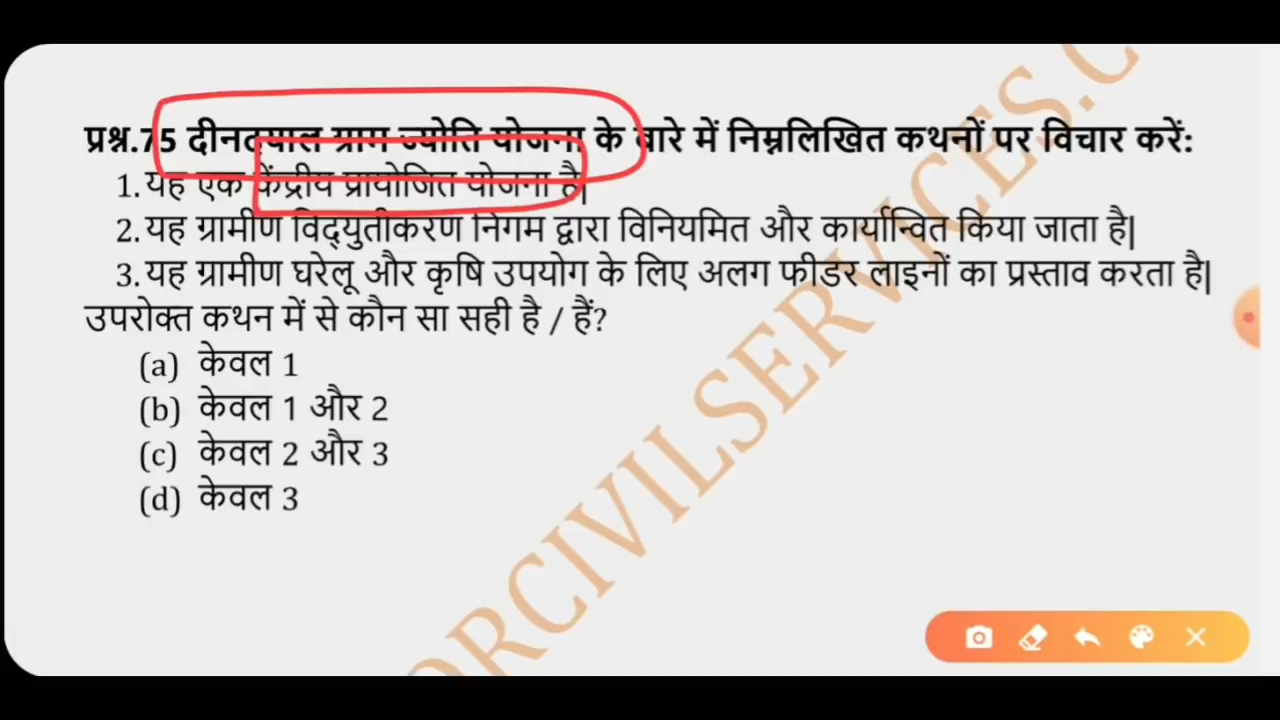 प्रश्न.75 दीनदयाल ग्राम ज्योति योजना के बारे में निम्नलिखित कथनों पर विचार करें:
1. यह एक केंद्रीय प्रायोजित योजना है|
2. यह ग्रामीण विद्युतीकरण निगम द्वारा विनियमित और कार्यान्वित किया जाता है|
3. यह ग्रामीण घरेलू और कृषि उपयोग के लिए अलग फीडर लाइनों का प्रस्ताव करता है|
उपरोक्त कथन में से कौन सा सही है / हैं?
(a) केवल 1
(b) केवल 1 और 2
(c) केवल 2 और 3
(d) केवल 3
ORCIVILSERVICES.C